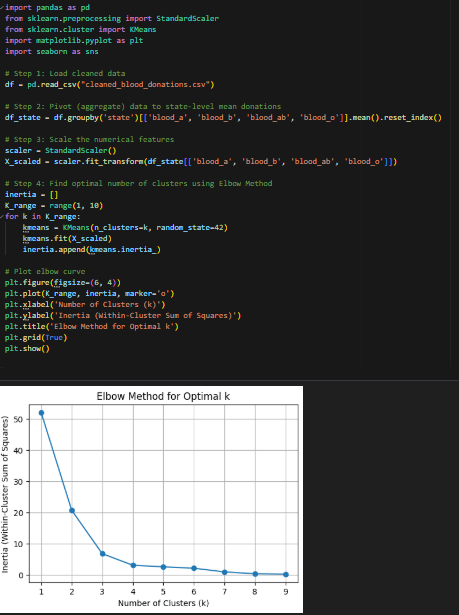 import pandas as pd
from sklearn.preprocessing import StandardScaler
from sklearn.cluster import KMeans
import matplotlib.pyplot as plt
import seaborn as sns
# Step 1: Load cleaned data
df = pd.read_csv("cleaned_blood_donations.csv")
# Step 2: Pivot (aggregate) data to state-level mean donations
df_state = df.groupby('state')[['blood_a', 'blood_b', 'blood_ab', 'blood_o']].mean().reset_index()
# Step 3: Scale the numerical features
scaler = StandardScaler()
X_scaled = scaler.fit_transform(df_state[['blood_a', 'blood_b', 'blood_ab', 'blood_o']])
# Step 4: Find optimal number of clusters using Elbow Method
inertia = []
K_range = range(1, 10)
for k in K_range:
    kmeans = KMeans(n_clusters=k, random_state=42)
    kmeans.fit(X_scaled)
    inertia.append(kmeans.inertia_)
# Plot elbow curve
plt.figure(figsize=(6, 4))
plt.plot(K_range, inertia, marker='o')
plt.xlabel('Number of Clusters (k)')
plt.ylabel('Inertia (Within-Cluster Sum of Squares)')
plt.title('Elbow Method for Optimal k')
plt.grid(True)
plt.show()
Elbow Method for Optimal k
Inertia (Within-Cluster Sum of Squares)
50
40
30
20
10
0
1 2 3 4 5 6 7 8 9
Number of Clusters (k)